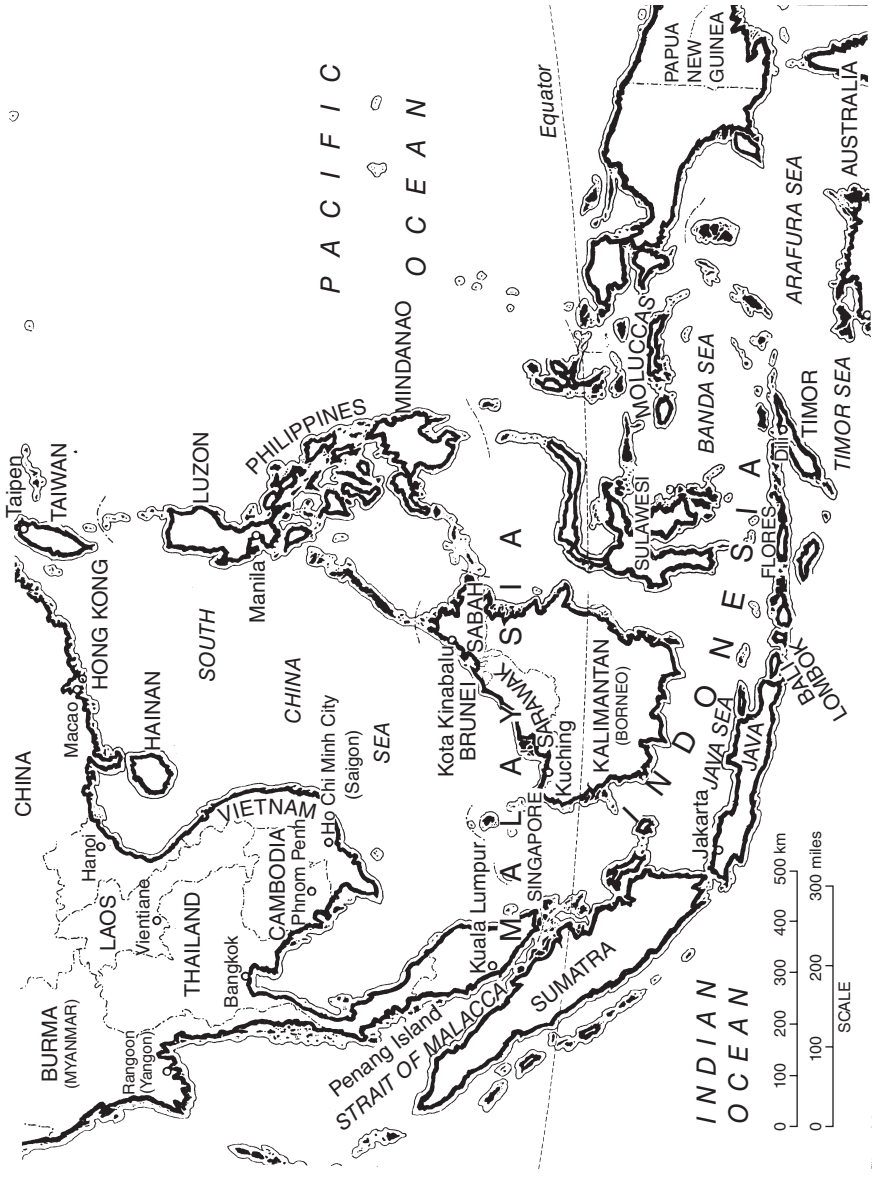 CHINA
Taipen
TAIWAN
Macao
HONG KONG
Hanoi
HAINAN
BURMA
(MYANMAR)
LAOS
Vientiane
Rangoon
(Yangon)
THAILAND
Bangkok
VIETNAM
CAMBODIA
Phnom Penh
Ho Chi Minh City
(Saigon)
SOUTH
CHINA
SEA
LUZON
Manila
PHILIPPINES
MINDANAO
PACIFIC
OCEAN
Penang Island
STRAIT OF MALACCA
Kuala Lumpur
MALAYSIA
SINGAPORE
Kota Kinabalu
BRUNEI
SABAH
SARAWAK
Kuching
KALIMANTAN
(BORNEO)
SUMATRA
Equator
SULAWESI
MOLUCCAS
PAPUA
NEW
GUINEA
INDONESIA
Jakarta
JAVA SEA
JAVA
BALI
LOMBOK
FLORES
BANDA SEA
Dili
TIMOR
TIMOR SEA
ARAFURA SEA
AUSTRALIA
INDIAN
OCEAN
0 100 200 300 400 500 km
0 100 200 300 miles
SCALE